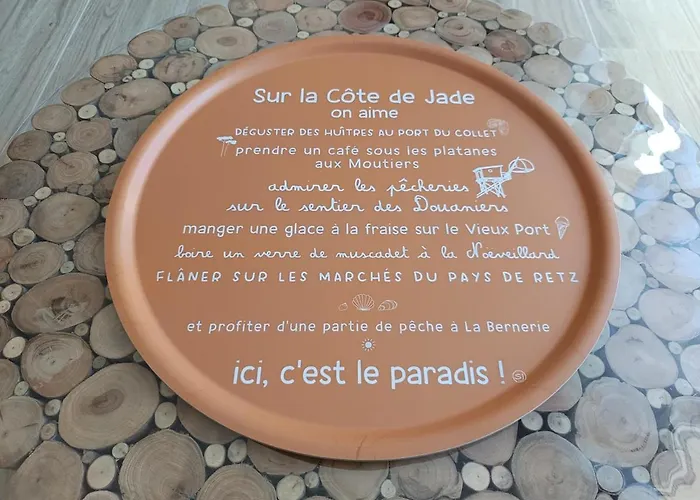 Sur la Côte de Jade
on aime
DÉGUSTER DES HUÎTRES AU PORT DU COLLET
prendre un café sous les platanes
aux Moutiers
admirer les pêcheries
sur le sentier des Douaniers
manger une glace à la fraise sur le Vieux Port
boire un verre de muscadet à la Noëveillard
FLÂNER SUR LES MARCHÉS DU PAYS DE RETZ
et profiter d'une partie de pêche à La Bernerie
ici, c'est le paradis !